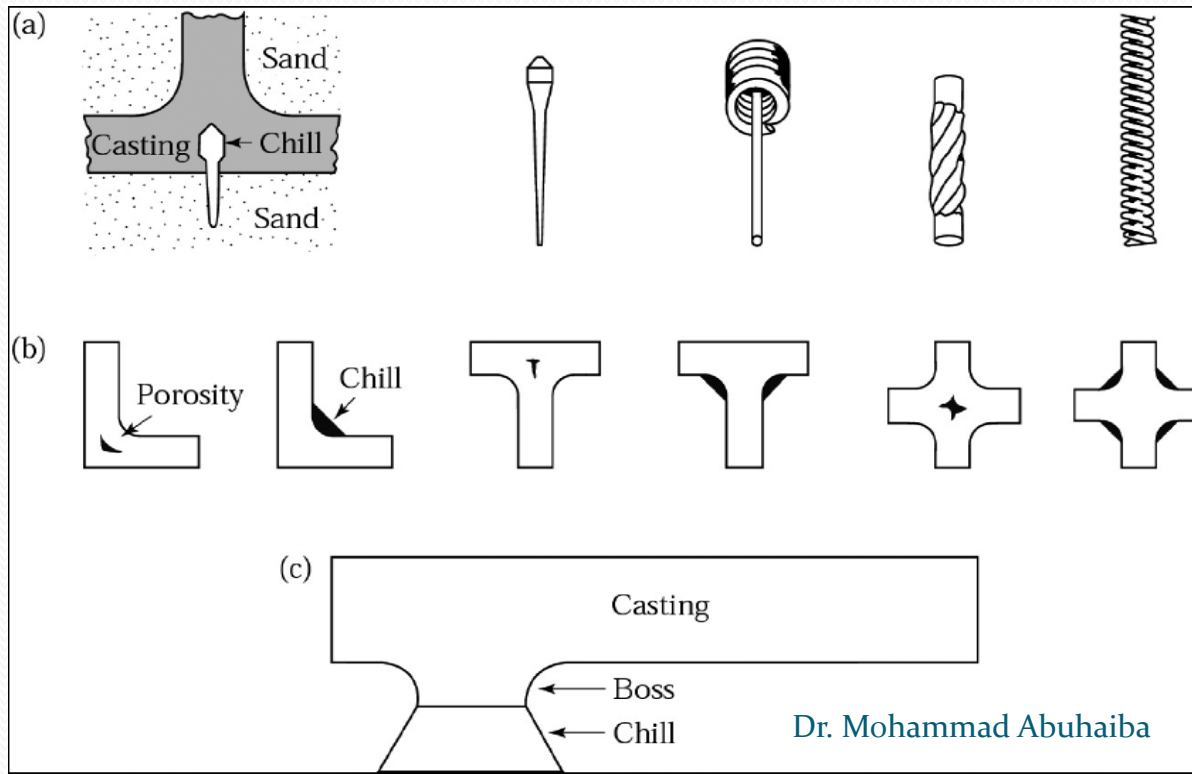 (a)
Sand
Casting
Chill
Sand
(b)
Porosity
Chill
(c)
Casting
Boss
Chill
Dr. Mohammad Abuhaiba